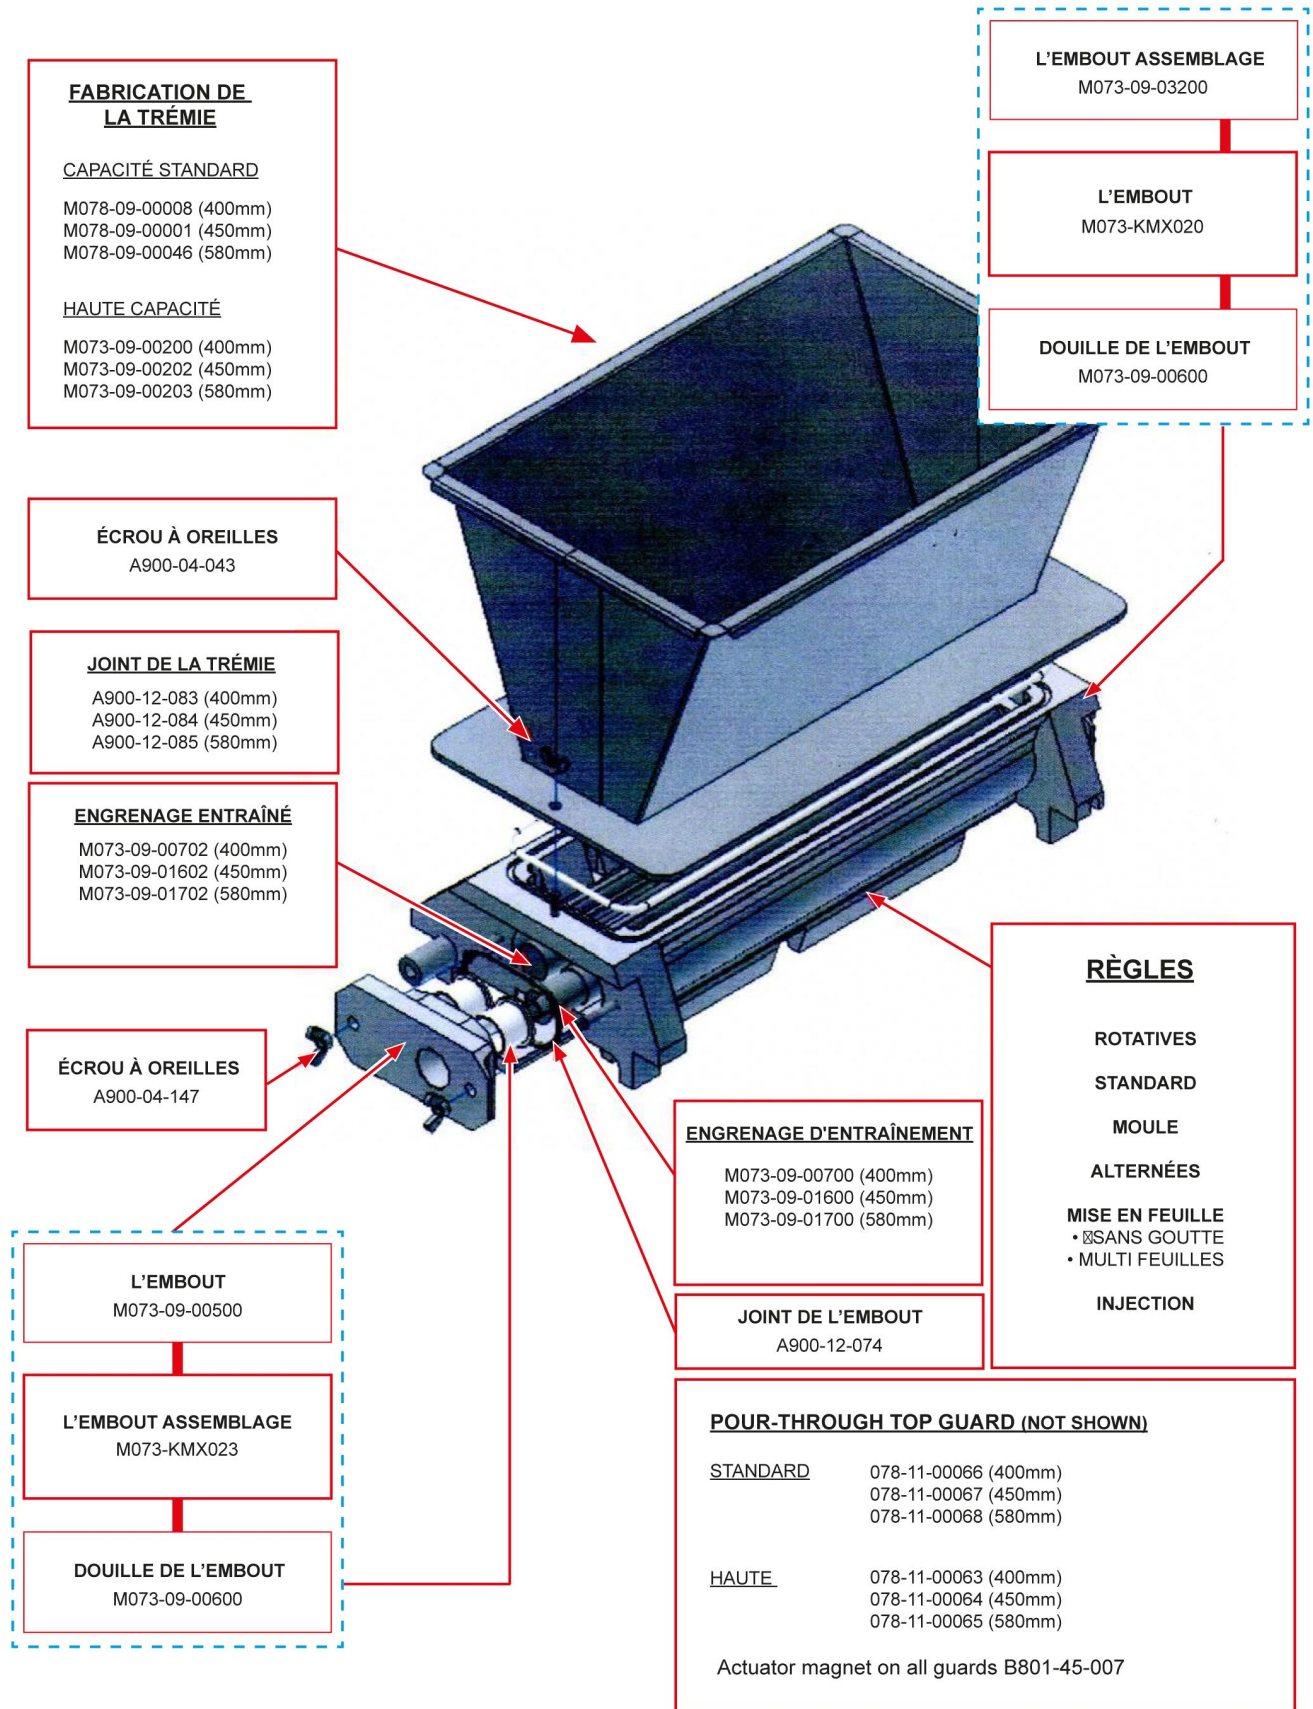 FABRICATION DE
LA TRÉMIE
CAPACITÉ STANDARD
M078-09-00008 (400mm)
M078-09-00001 (450mm)
M078-09-00046 (580mm)
HAUTE CAPACITÉ
M073-09-00200 (400mm)
M073-09-00202 (450mm)
M073-09-00203 (580mm)
L'EMBOUT ASSEMBLAGE
M073-09-03200
L'EMBOUT
M073-KMX020
DOUILLE DE L'EMBOUT
M073-09-00600
ÉCROU À OREILLES
A900-04-043
JOINT DE LA TRÉMIE
A900-12-083 (400mm)
A900-12-084 (450mm)
A900-12-085 (580mm)
ENGRENAGE ENTRAÎNÉ
M073-09-00702 (400mm)
M073-09-01602 (450mm)
M073-09-01702 (580mm)
ÉCROU À OREILLES
A900-04-147
RÈGLES
ROTATIVES
STANDARD
MOULE
ALTERNÉES
MISE EN FEUILLE
• SANS GOUTTE
• MULTI FEUILLES
INJECTION
ENGRENAGE D'ENTRAÎNEMENT
M073-09-00700 (400mm)
M073-09-01600 (450mm)
M073-09-01700 (580mm)
JOINT DE L'EMBOUT
A900-12-074
L'EMBOUT
M073-09-00500
L'EMBOUT ASSEMBLAGE
M073-KMX023
DOUILLE DE L'EMBOUT
M073-09-00600
POUR-THROUGH TOP GUARD (NOT SHOWN)
STANDARD 078-11-00066 (400mm)
078-11-00067 (450mm)
078-11-00068 (580mm)
HAUTE 078-11-00063 (400mm)
078-11-00064 (450mm)
078-11-00065 (580mm)
Actuator magnet on all guards B801-45-007